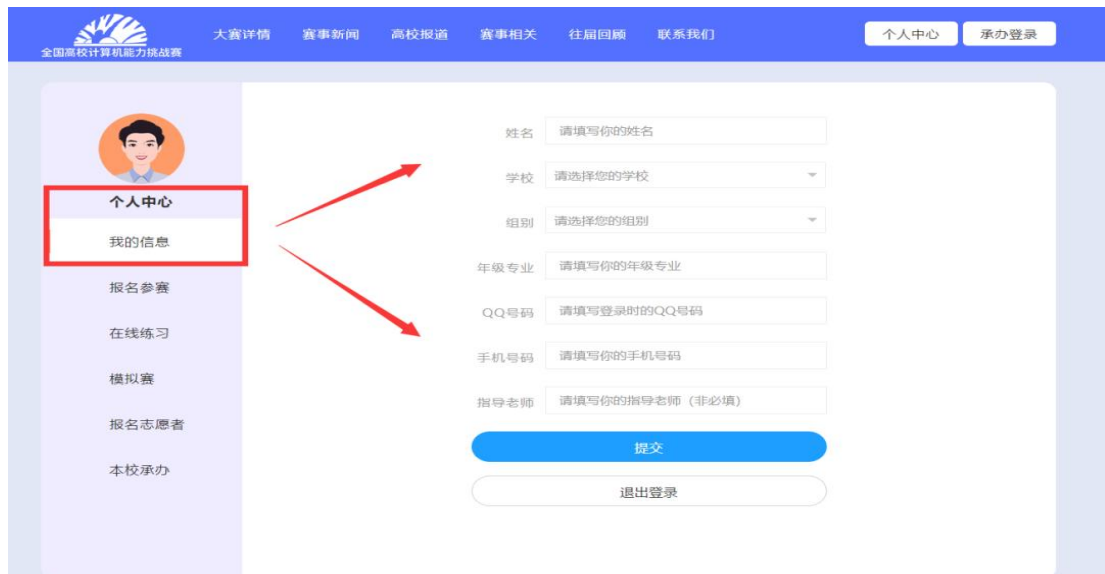 全国高校计算机能力挑战赛
大赛详情 赛事新闻 高校报道 赛事相关 往届回顾 联系我们 个人中心 承办登录
个人中心
我的信息
报名参赛
在线练习
模拟赛
报名志愿者
本校承办
姓名 请填写你的姓名
学校 请选择您的学校
组别 请选择您的组别
年级专业 请填写你的年级专业
QQ号码 请填写登录时的QQ号码
手机号码 请填写你的手机号码
指导老师 请填写你的指导老师（非必填）
提交
退出登录